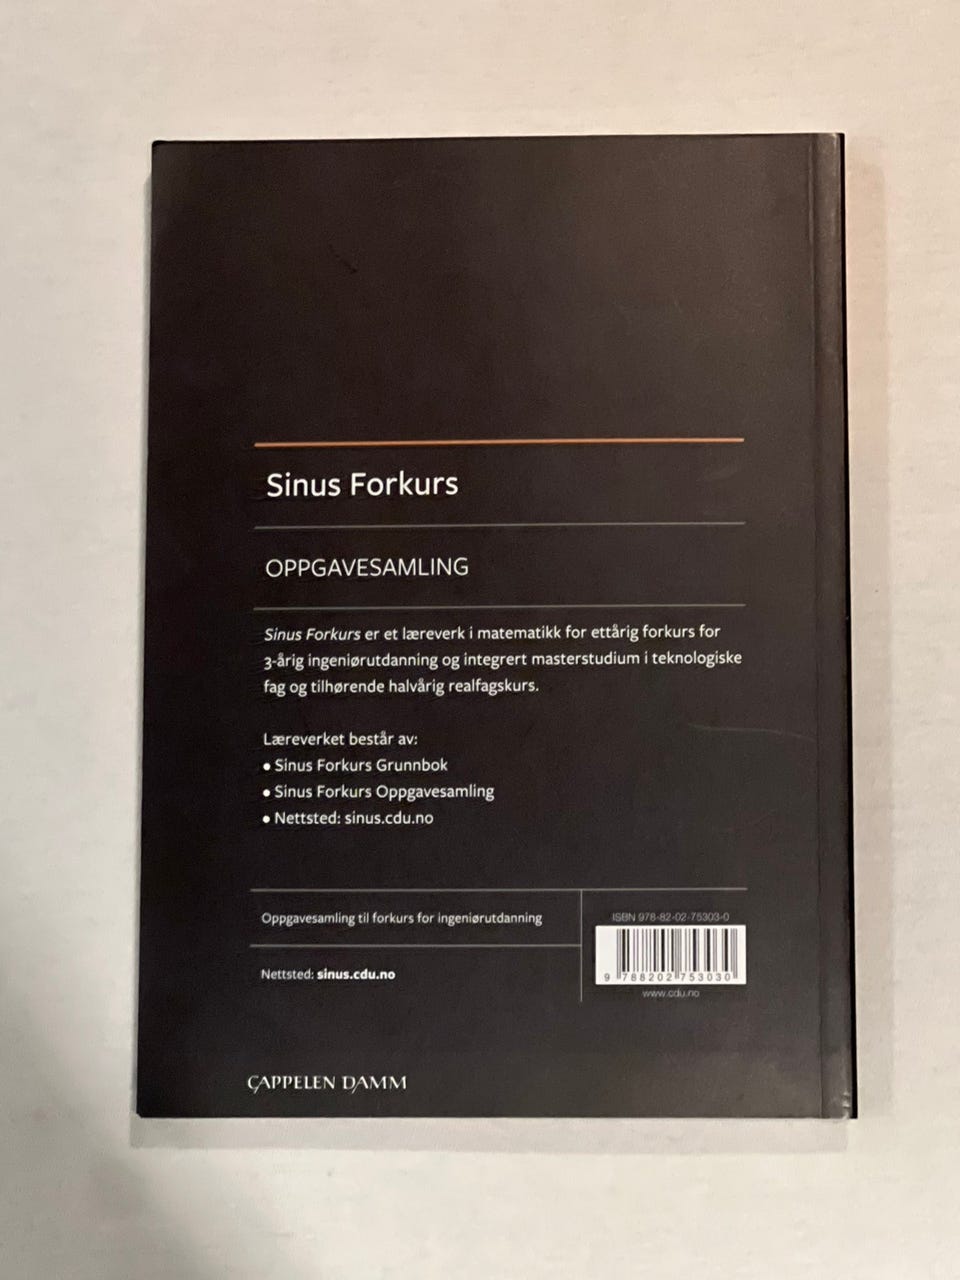 Sinus Forkurs
OPPGAVESAMLING
Sinus Forkurs er et læreverk i matematikk for ettårig forkurs for
3-årig ingeniørutdanning og integrert masterstudium i teknologiske
fag og tilhørende halvårig realfagskurs.
Læreverket består av:
• Sinus Forkurs Grunnbok
• Sinus Forkurs Oppgavesamling
• Nettsted: sinus.cdu.no
Oppgavesamling til forkurs for ingeniørutdanning
Nettsted: sinus.cdu.no
ISBN 978-82-02-75303-0
9 788202 753030
www.cdu.no
CAPPELEN DAMM